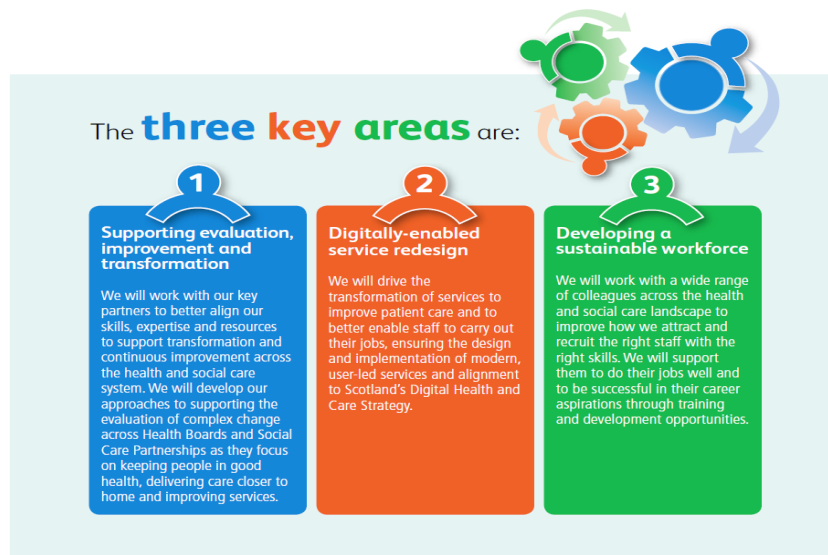 The three key areas are:
1
Supporting evaluation,
improvement and
transformation
We will work with our key
partners to better align our
skills, expertise and resources
to support transformation and
continuous improvement across
the health and social care
system. We will develop our
approaches to supporting the
evaluation of complex change
across Health Boards and Social
Care Partnerships as they focus
on keeping people in good
health, delivering care closer to
home and improving services.
2
Digitally-enabled
service redesign
We will drive the
transformation of services to
improve patient care and to
better enable staff to carry out
their jobs, ensuring the design
and implementation of modern,
user-led services and alignment
to Scotland's Digital Health and
Care Strategy.
3
Developing a
sustainable workforce
We will work with a wide range
of colleagues across the health
and social care landscape to
improve how we attract and
recruit the right staff with the
right skills. We will support
them to do their jobs well and
to be successful in their career
aspirations through training
and development opportunities.